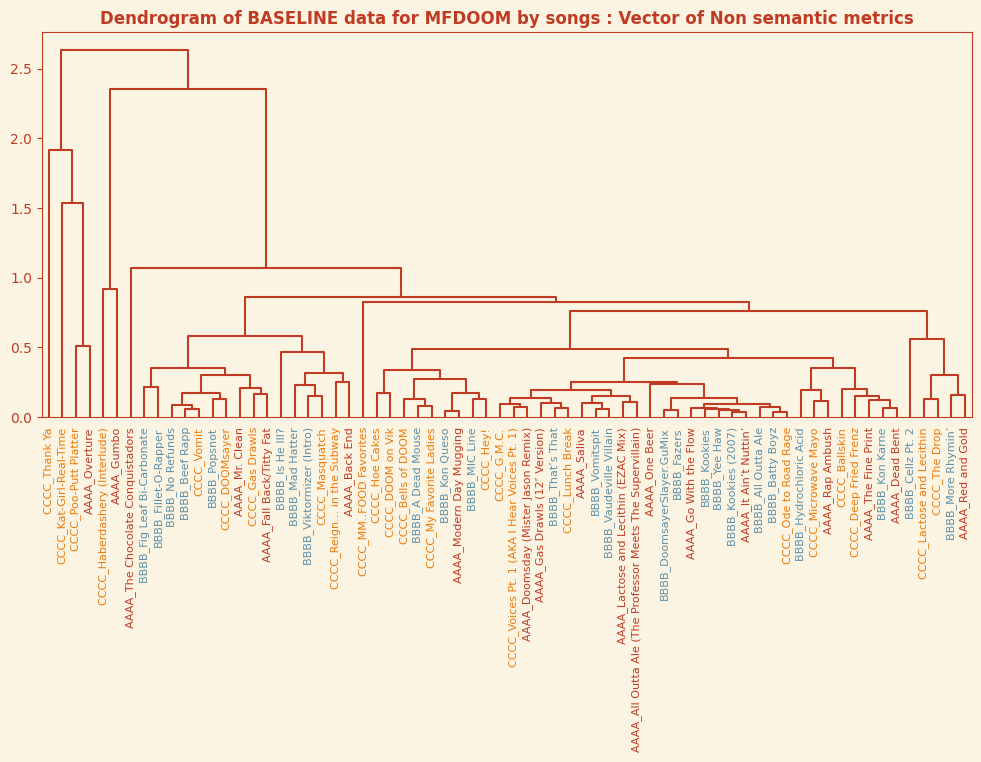 Dendrogram of BASELINE data for MFDOOM by songs : Vector of Non semantic metrics
2.5
2.0
1.5
1.0
0.5
0.0
CCCC_Thank Ya
CCCC_Kat-Girl-Real-Time
CCCC_Poo-Putt Platter
AAAA_Overture
CCCC_Haberdashery (Interlude)
AAAA_Gumbo
AAAA_The Chocolate Conquistadors
BBBB_Fig Leaf Bi-Carbonate
BBBB_Fillet-O-Rapper
BBBB_No Refunds
BBBB_Beef Rapp
CCCC_Vomit
BBBB_Popsnot
CCCC_DOOMsayer
AAAA_Mr. Clean
CCCC_Gas Drawls
AAAA_Fall Back/Titty Fat
BBBB_Is He Ill?
BBBB_Mad Hatter
BBBB_Viktormizer (Intro)
CCCC_Masquatch
CCCC_Reign... in the Subway
AAAA_Back End
CCCC_MM..FOOD Favorites
CCCC_Hoe Cakes
CCCC_DOOM on Vik
CCCC_Bells of DOOM
BBBB_A Dead Mouse
CCCC_My Favorite Ladies
BBBB_Kon Queso
AAAA_Modern Day Mugging
BBBB_MIC Line
CCCC_Hey!
CCCC_G.M.C.
CCCC_Voices Pt. 1 (AKA I Hear Voices Pt. 1)
AAAA_Doomsday (Mister Jason Remix)
AAAA_Gas Drawls (12″ Version)
BBBB_That's That
CCCC_Lunch Break
AAAA_Saliva
BBBB_Vomitspit
BBBB_Vaudeville Villain
AAAA_Lactose and Lecithin (EZAC Mix)
AAAA_All Outta Ale (The Professor Meets The Supervillain)
AAAA_One Beer
BBBB_DoomsayerSlayerGuMix
BBBB_Fazers
AAAA_Go With the Flow
BBBB_Kookies
BBBB_Yee Haw
BBBB_Kookies (2007)
AAAA_It Ain't Nuttin'
BBBB_All Outta Ale
BBBB_Batty Boyz
CCCC_Ode to Road Rage
BBBB_Hydrochloric Acid
CCCC_Microwave Mayo
AAAA_Rap Ambush
CCCC_Ballskin
CCCC_Deep Fried Frenz
AAAA_The Fine Print
BBBB_Kon Kane
AAAA_Dead Bent
BBBB_Cellz Pt. 2
CCCC_Lactose and Lecithin
CCCC_The Drop
BBBB_More Rhymin'
AAAA_Red and Gold